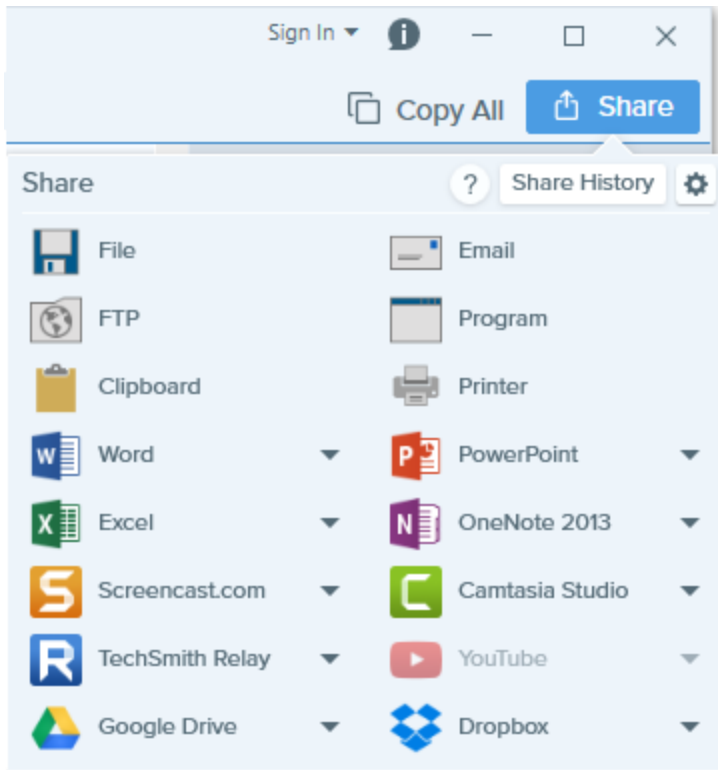 Sign In
Copy All Share
Share ? Share History
File Email
FTP Program
Clipboard Printer
Word PowerPoint
Excel OneNote 2013
Screencast.com Camtasia Studio
TechSmith Relay YouTube
Google Drive Dropbox